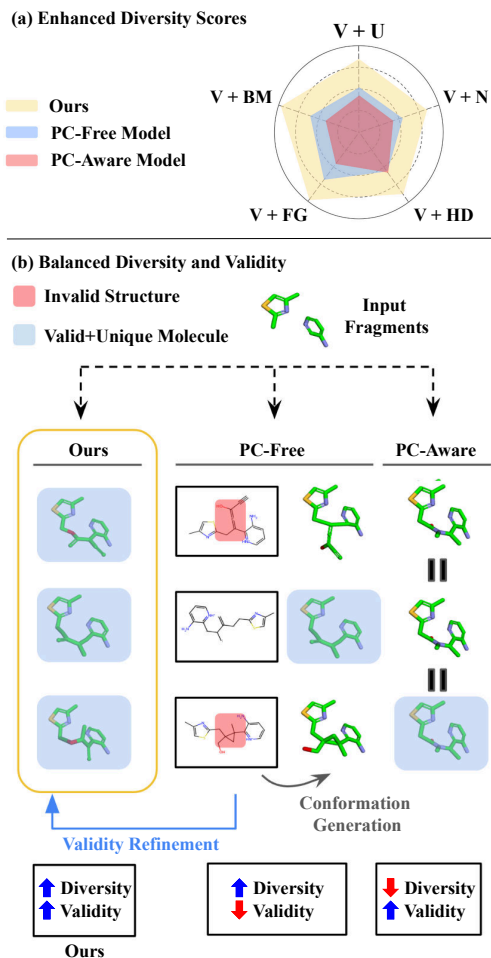 (a) Enhanced Diversity Scores
V + U
V + BM
V + N
V + FG
V + HD
Ours
PC-Free Model
PC-Aware Model
(b) Balanced Diversity and Validity
Invalid Structure
Valid+Unique Molecule
Input
Fragments
Ours
PC-Free
PC-Aware
Conformation
Generation
Validity Refinement
Diversity
Validity
Ours
Diversity
Validity
Diversity
Validity